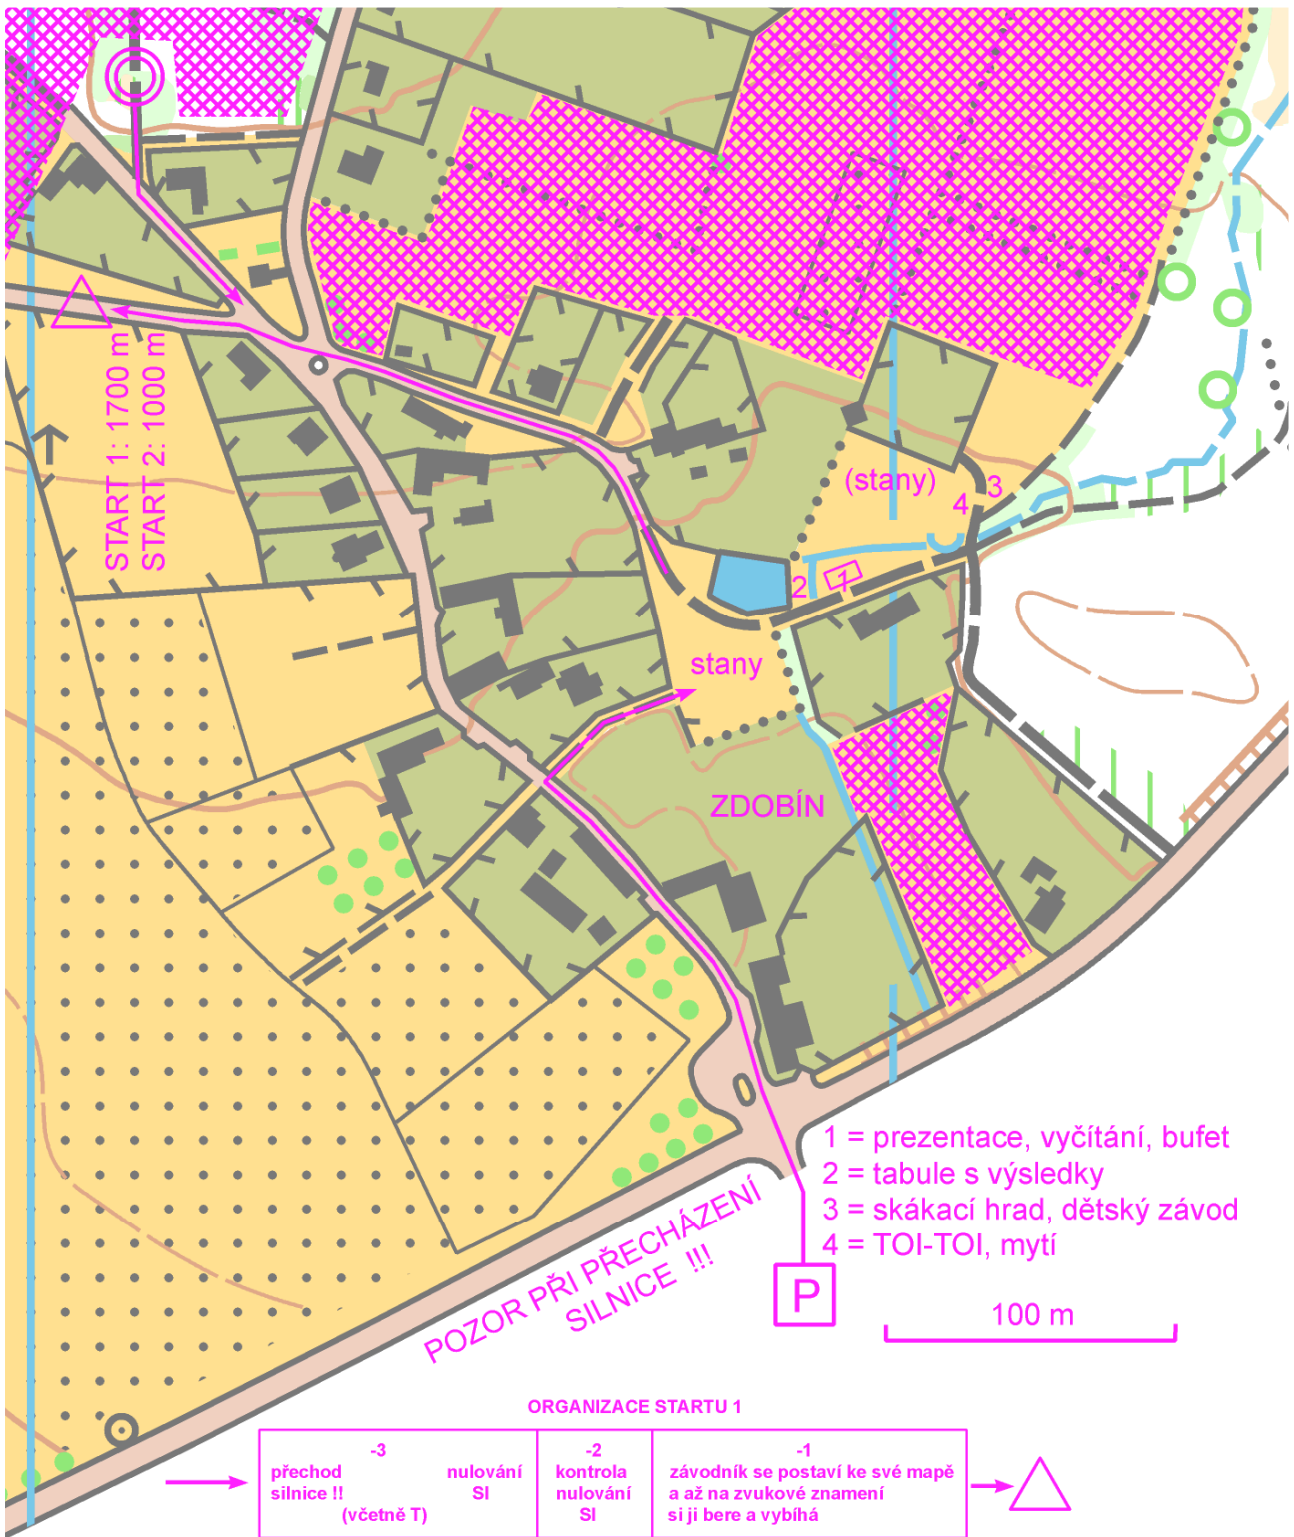 START 1: 1700 m
START 2: 1000 m
(stany)
3
4
2
1
stany
ZDOBÍN
1 = prezentace, vyčítání, bufet
2 = tabule s výsledky
3 = skákací hrad, dětský závod
4 = TOI-TOI, mytí
POZOR PŘI PŘECHÁZENÍ
SILNICE !!!
P
100 m
ORGANIZACE STARTU 1
-3
přechod nulování
silnice !! SI
(včetně T)
-2
kontrola
nulování
SI
-1
závodník se postaví ke své mapě
a až na zvukové znamení
si ji bere a vybíhá